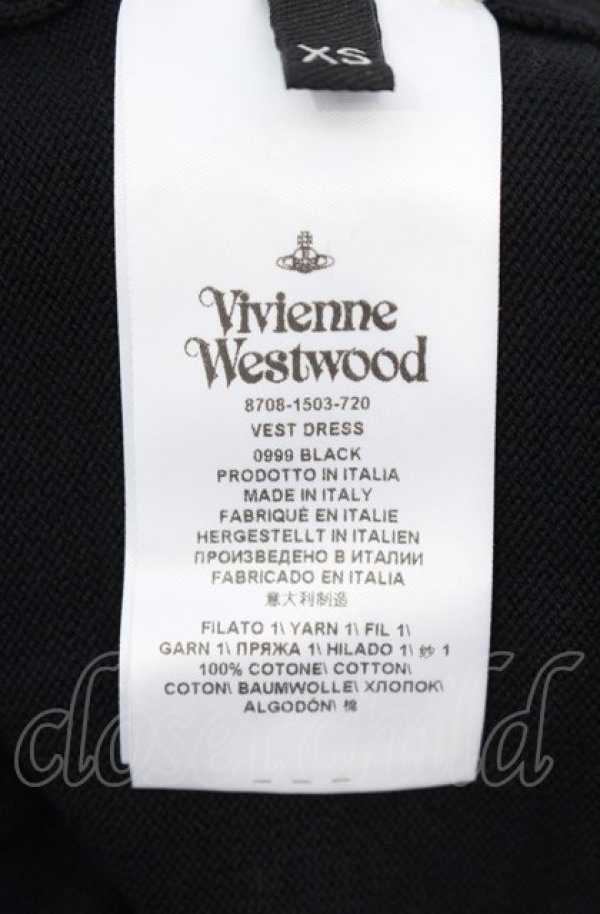 XS
Vivienne
Westwood
8708-1503-720
VEST DRESS
0999 BLACK
PRODOTTO IN ITALIA
MADE IN ITALY
FABRIQUÉ EN ITALIE
HERGESTELLT IN ITALIEN
ПРОИЗВЕДЕНО В ИТАЛИИ
FABRICADO EN ITALIA
意大利制造
FILATO 1\ YARN 1\ FIL 1\
GARN 1\ ПРЯЖА 1\ HILADO 1\ 纱 1
100% COTONE\ COTTON\
COTON\ BAUMWOLLE\ ХЛОПОК\
ALGODÓN\ 棉
closet child